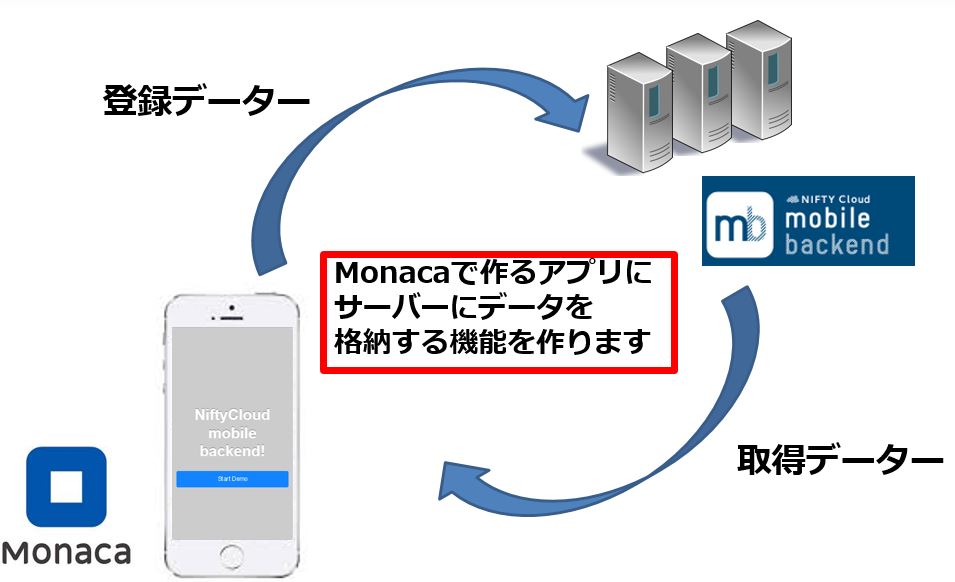 登録データー
NIFTY Cloud
mb
mobile
backend
Monacaで作るアプリに
サーバーにデータを
格納する機能を作ります
NiftyCloud
mobile
backend!
Start Demo
取得データー
Monaca